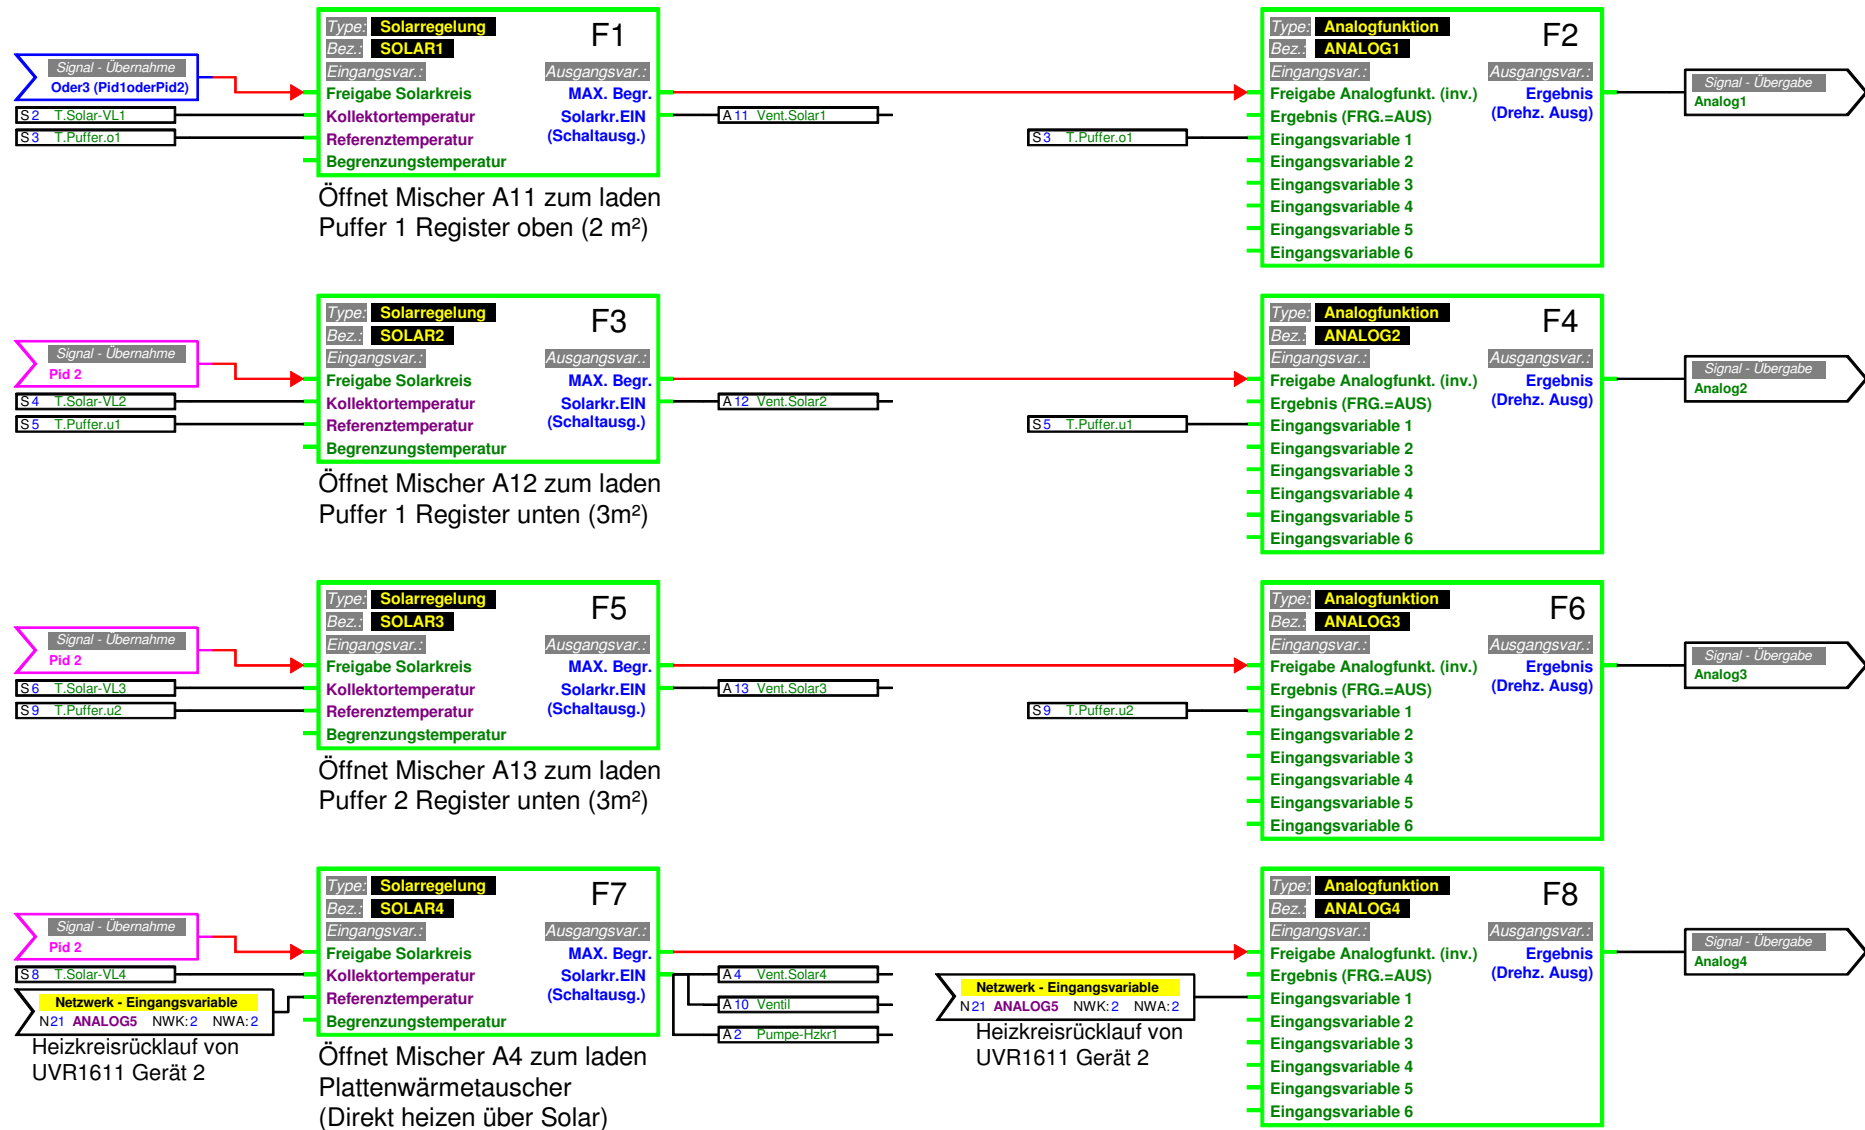 Type: Solarregelung F1
Bez.: SOLAR1
Eingangsvar.: Ausgangsvar.:
Signal - Übernahme
Oder3 (Pid1oderPid2)
Freigabe Solarkreis MAX. Begr.
S2 T.Solar-VL1 Kollektortemperatur Solarkr.EIN A11 Vent.Solar1
S3 T.Puffer.o1 Referenztemperatur (Schaltausg.)
Begrenzungstemperatur
Öffnet Mischer A11 zum laden
Puffer 1 Register oben (2 m²)
Type: Analogfunktion F2
Bez.: ANALOG1
Eingangsvar.: Ausgangsvar.:
Freigabe Analogfunkt. (inv.) Ergebnis
Ergebnis (FRG.=AUS) (Drehz. Ausg)
S3 T.Puffer.o1 Eingangsvariable 1
Eingangsvariable 2
Eingangsvariable 3
Eingangsvariable 4
Eingangsvariable 5
Eingangsvariable 6
Signal - Übergabe
Analog1
Type: Solarregelung F3
Bez.: SOLAR2
Eingangsvar.: Ausgangsvar.:
Signal - Übernahme
Pid 2
Freigabe Solarkreis MAX. Begr.
S4 T.Solar-VL2 Kollektortemperatur Solarkr.EIN A12 Vent.Solar2
S5 T.Puffer.u1 Referenztemperatur (Schaltausg.)
Begrenzungstemperatur
Öffnet Mischer A12 zum laden
Puffer 1 Register unten (3m²)
Type: Analogfunktion F4
Bez.: ANALOG2
Eingangsvar.: Ausgangsvar.:
Freigabe Analogfunkt. (inv.) Ergebnis
Ergebnis (FRG.=AUS) (Drehz. Ausg)
S5 T.Puffer.u1 Eingangsvariable 1
Eingangsvariable 2
Eingangsvariable 3
Eingangsvariable 4
Eingangsvariable 5
Eingangsvariable 6
Signal - Übergabe
Analog2
Type: Solarregelung F5
Bez.: SOLAR3
Eingangsvar.: Ausgangsvar.:
Signal - Übernahme
Pid 2
Freigabe Solarkreis MAX. Begr.
S6 T.Solar-VL3 Kollektortemperatur Solarkr.EIN A13 Vent.Solar3
S9 T.Puffer.u2 Referenztemperatur (Schaltausg.)
Begrenzungstemperatur
Öffnet Mischer A13 zum laden
Puffer 2 Register unten (3m²)
Type: Analogfunktion F6
Bez.: ANALOG3
Eingangsvar.: Ausgangsvar.:
Freigabe Analogfunkt. (inv.) Ergebnis
Ergebnis (FRG.=AUS) (Drehz. Ausg)
S9 T.Puffer.u2 Eingangsvariable 1
Eingangsvariable 2
Eingangsvariable 3
Eingangsvariable 4
Eingangsvariable 5
Eingangsvariable 6
Signal - Übergabe
Analog3
Type: Solarregelung F7
Bez.: SOLAR4
Eingangsvar.: Ausgangsvar.:
Signal - Übernahme
Pid 2
Freigabe Solarkreis MAX. Begr.
S8 T.Solar-VL4 Kollektortemperatur Solarkr.EIN A4 Vent.Solar4
Netzwerk - Eingangsvariable Referenztemperatur (Schaltausg.) A10 Ventil
N21 ANALOG5 NWK:2 NWA:2 Begrenzungstemperatur A2 Pumpe-Hzkr1
Heizkreisrücklauf von
UVR1611 Gerät 2
Öffnet Mischer A4 zum laden
Plattenwärmetauscher
(Direkt heizen über Solar)
Type: Analogfunktion F8
Bez.: ANALOG4
Eingangsvar.: Ausgangsvar.:
Freigabe Analogfunkt. (inv.) Ergebnis
Ergebnis (FRG.=AUS) (Drehz. Ausg)
Netzwerk - Eingangsvariable Eingangsvariable 1
N21 ANALOG5 NWK:2 NWA:2
Heizkreisrücklauf von
UVR1611 Gerät 2
Eingangsvariable 2
Eingangsvariable 3
Eingangsvariable 4
Eingangsvariable 5
Eingangsvariable 6
Signal - Übergabe
Analog4